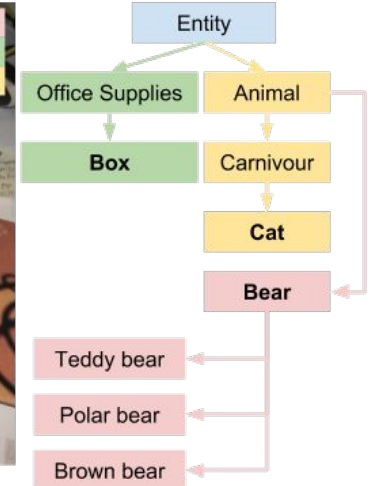 Entity
Office Supplies
Animal
Box
Carnivour
Cat
Bear
Teddy bear
Polar bear
Brown bear